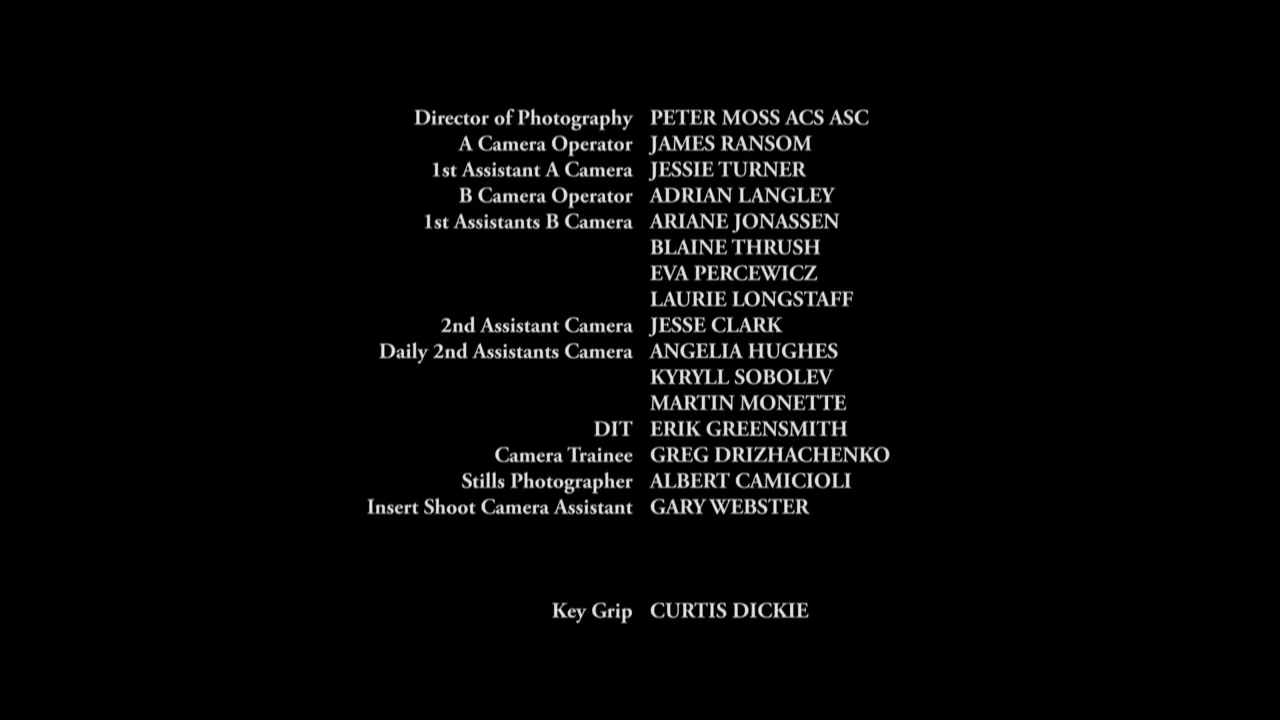 Director of Photography PETER MOSS ACS ASC
A Camera Operator JAMES RANSOM
1st Assistant A Camera JESSIE TURNER
B Camera Operator ADRIAN LANGLEY
1st Assistants B Camera ARIANE JONASSEN
BLAINE THRUSH
EVA PERCEWICZ
LAURIE LONGSTAFF
2nd Assistant Camera JESSE CLARK
Daily 2nd Assistants Camera ANGELIA HUGHES
KYRYLL SOBOLEV
MARTIN MONETTE
DIT ERIK GREENSMITH
Camera Trainee GREG DRIZHACHENKO
Stills Photographer ALBERT CAMICIOLI
Insert Shoot Camera Assistant GARY WEBSTER
Key Grip CURTIS DICKIE